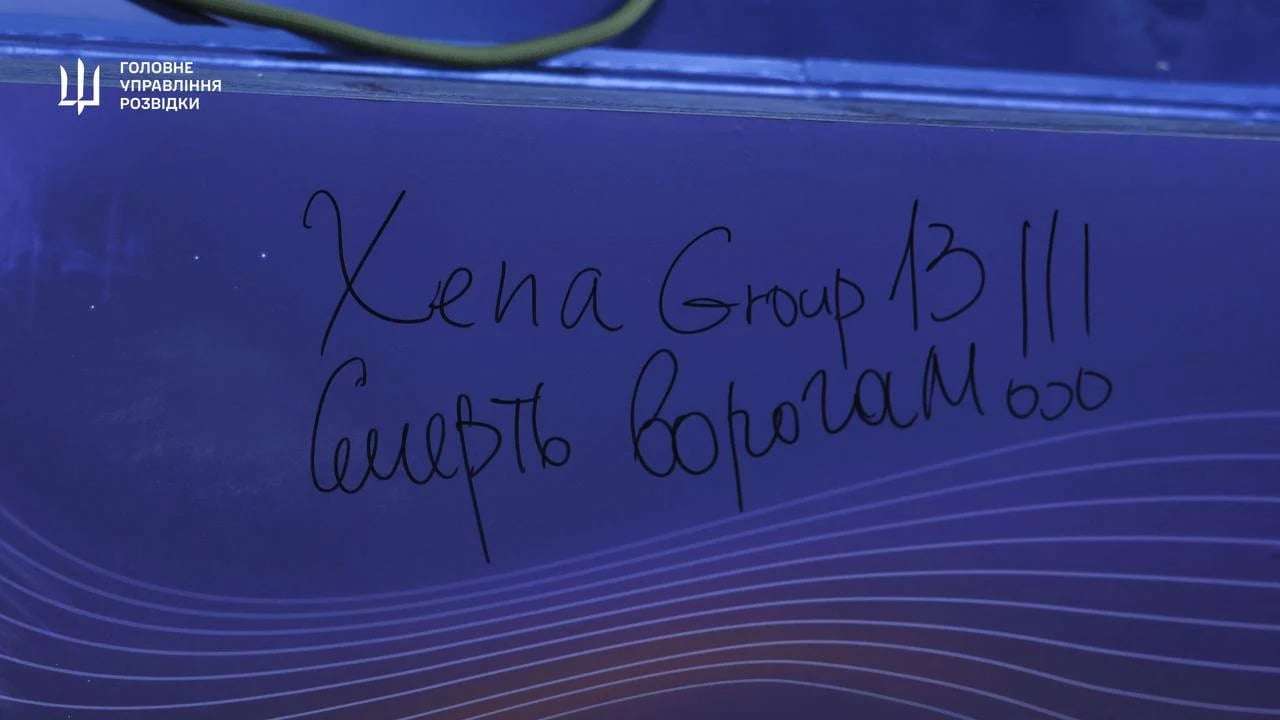 ГОЛОВНЕ
УПРАВЛІННЯ
РОЗВІДКИ
Xena Group 13 !!!
Смерть ворогам